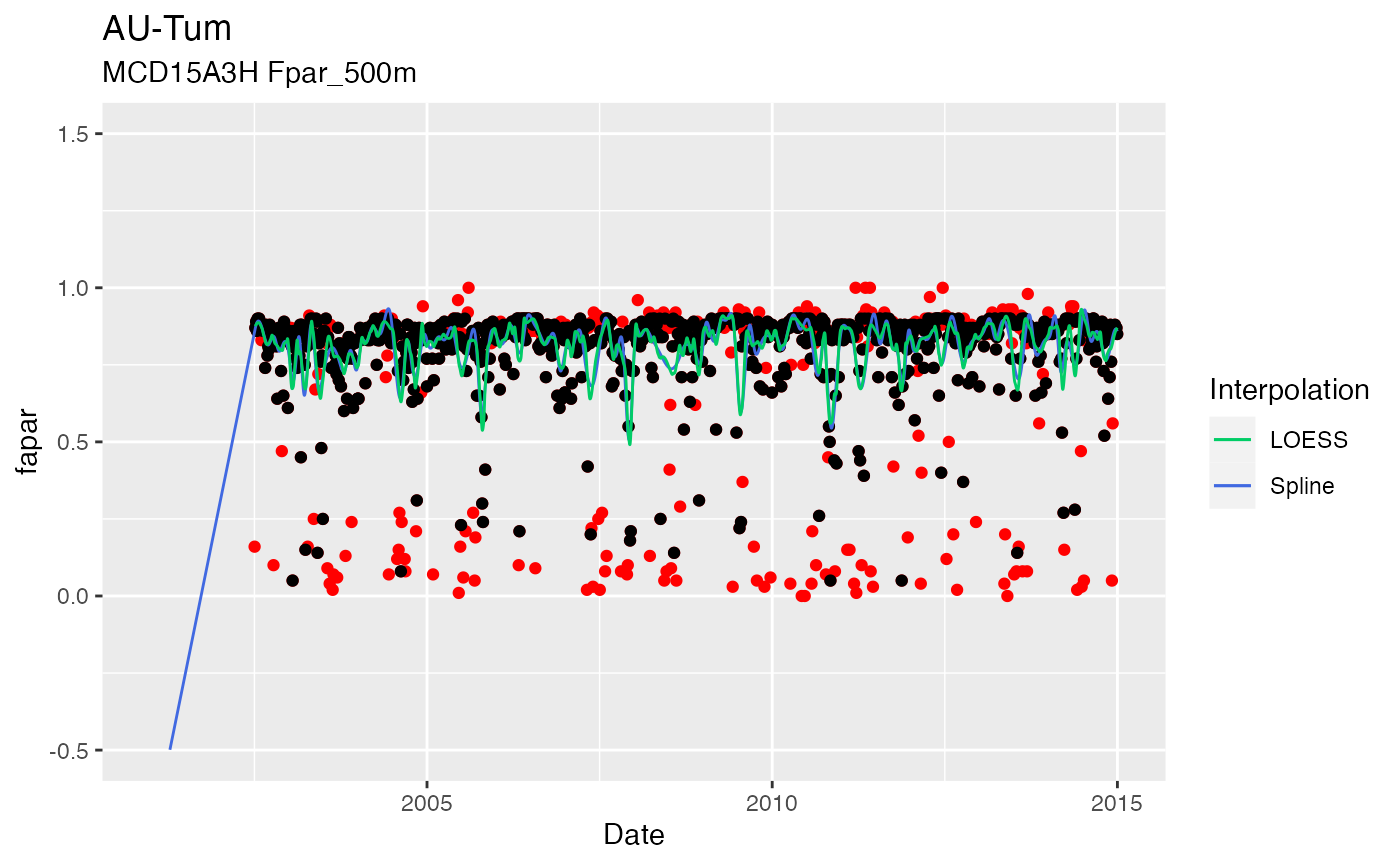 AU-Tum
MCD15A3H Fpar_500m
1.5
1.0
0.5
0.0
-0.5
fapar
2005
2010
2015
Date
Interpolation
LOESS
Spline